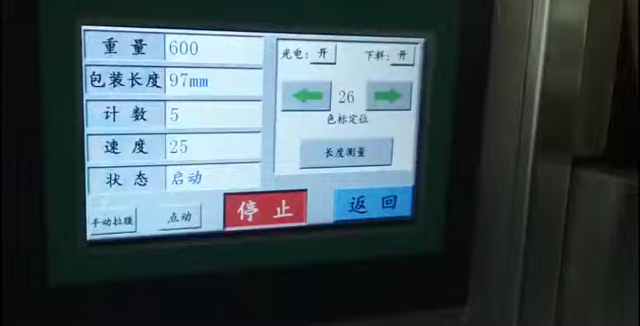 重量 600
包装长度 97mm
计数 5
速度 25
状态 启动
手动拉膜 点动 停止 返回
光电: 开 下料: 开
26
色标定位
长度测量